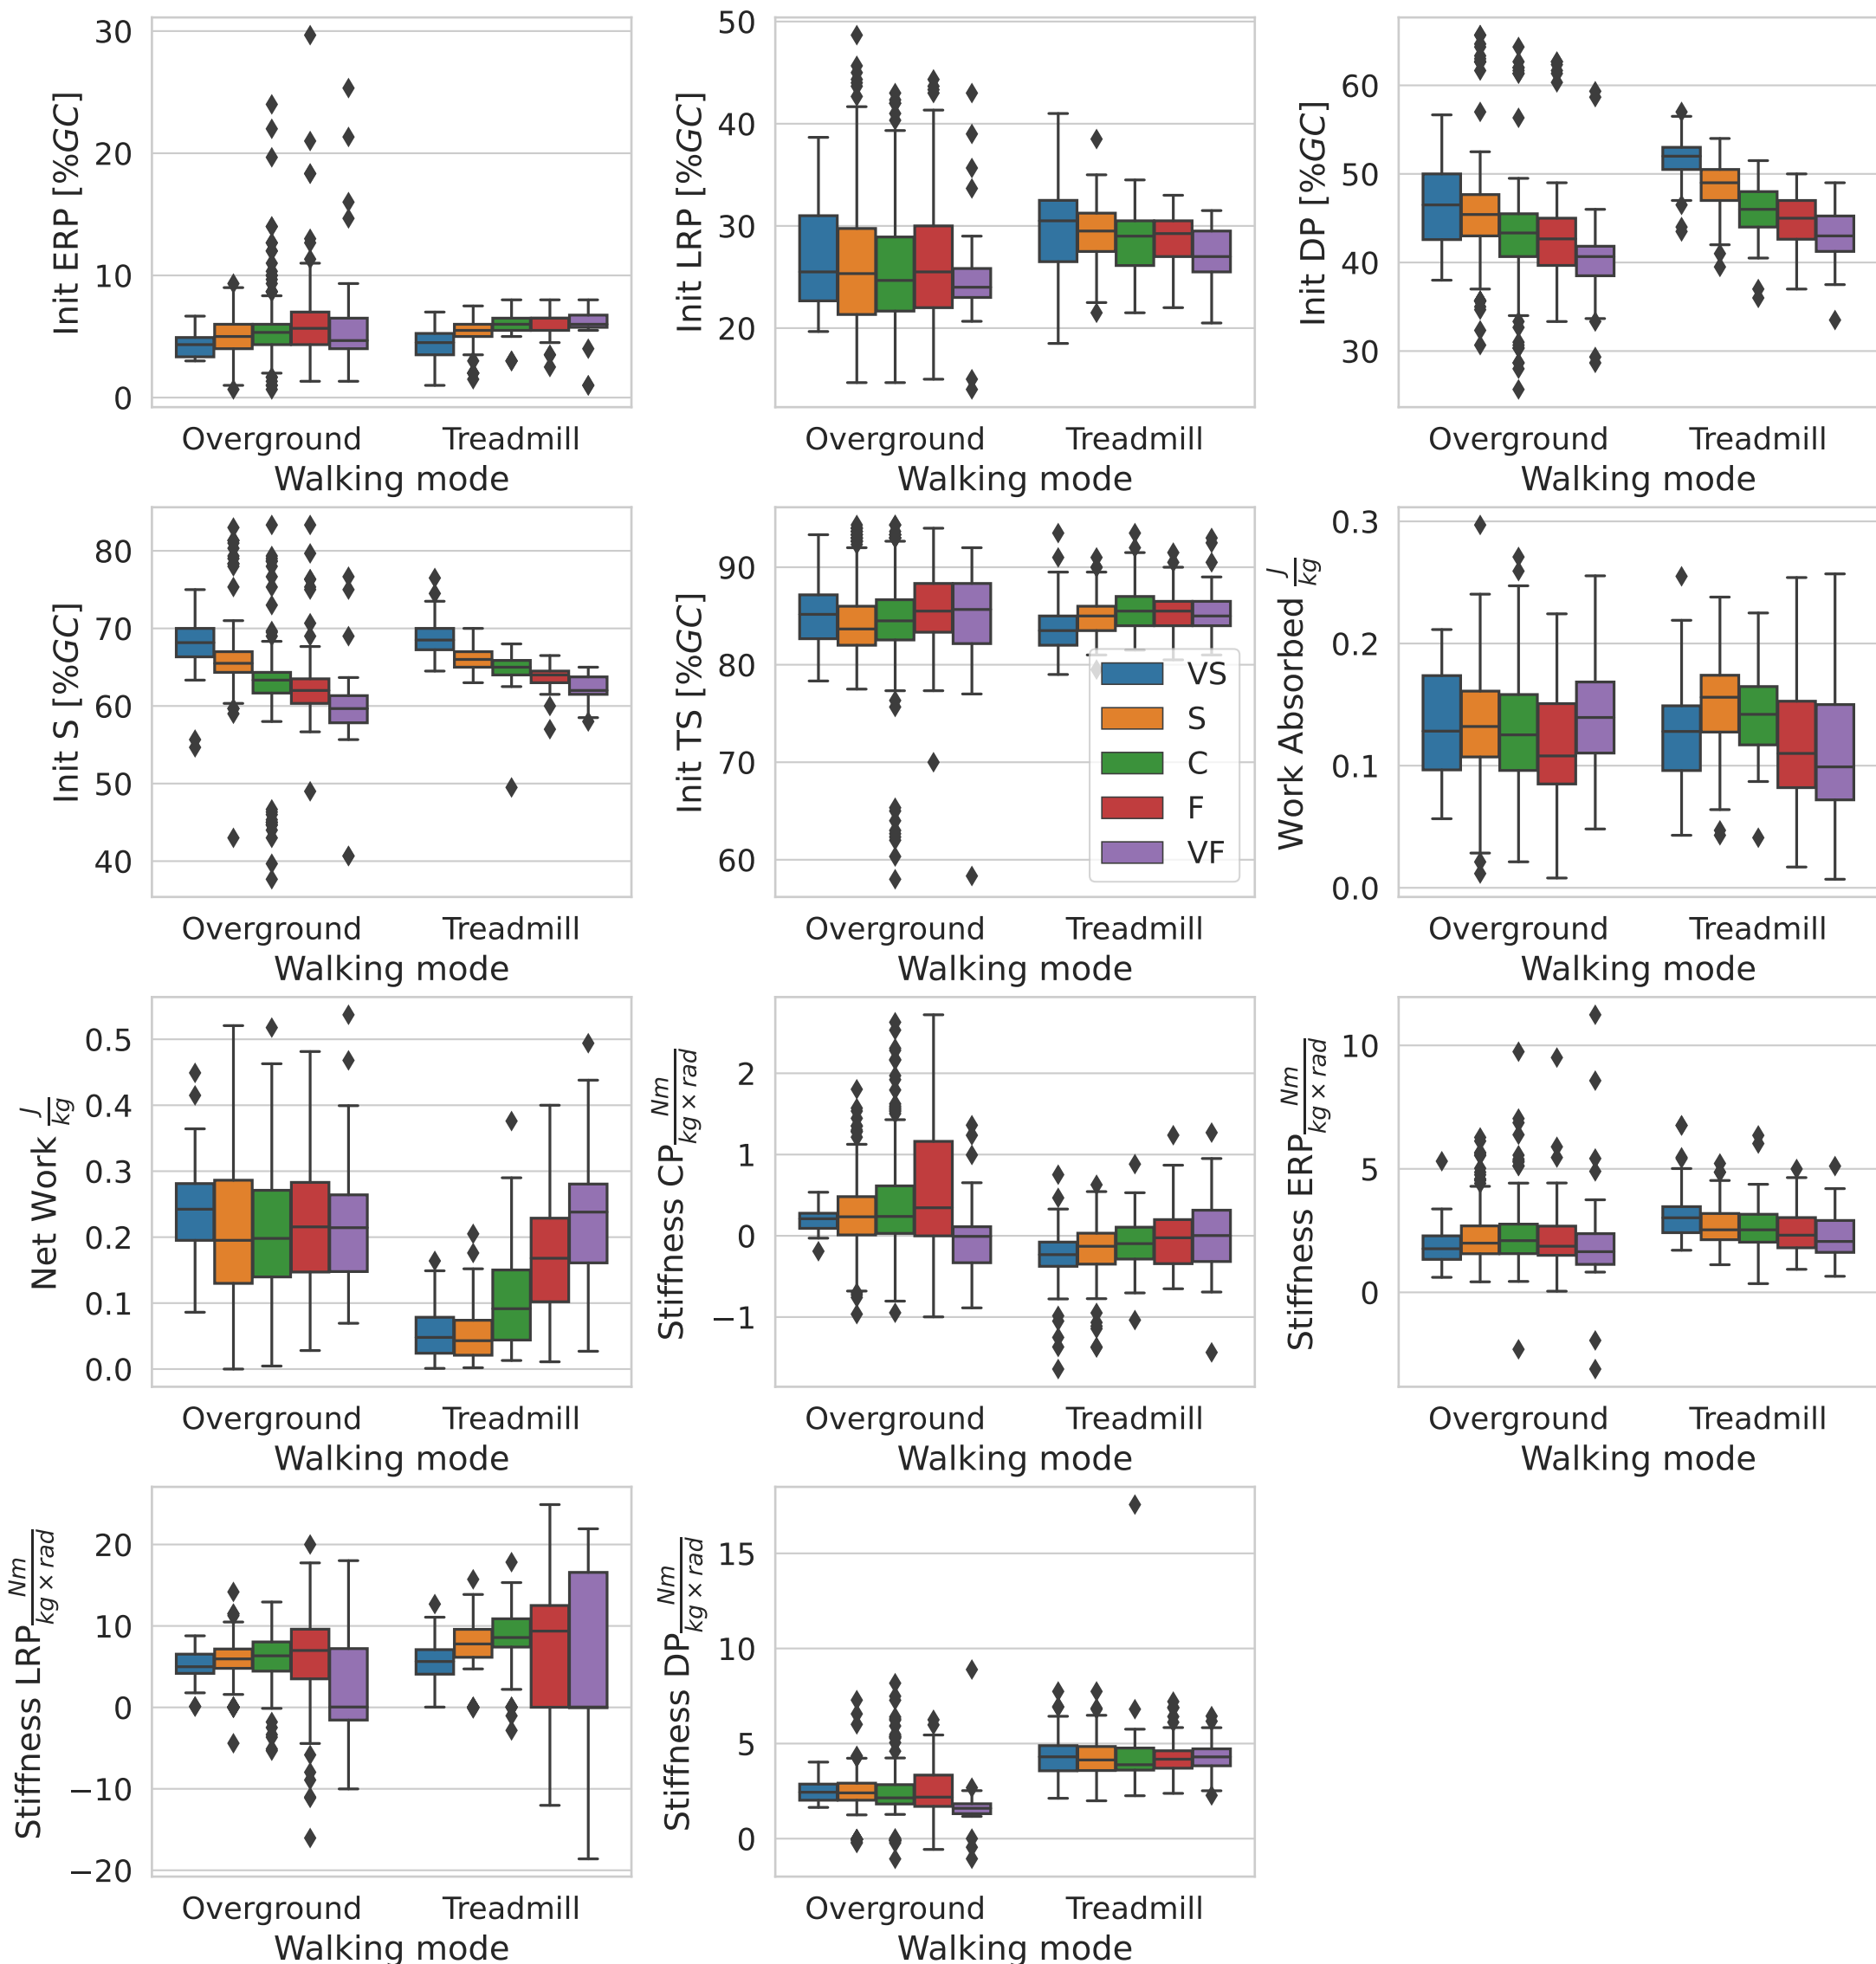 Init ERP [%GC]
30
20
10
0
Overground Treadmill
Walking mode
Init LRP [%GC]
50
40
30
20
Overground Treadmill
Walking mode
Init DP [%GC]
60
50
40
30
Overground Treadmill
Walking mode
Init S [%GC]
80
70
60
50
40
Overground Treadmill
Walking mode
Init TS [%GC]
90
80
70
60
VS
S
C
F
VF
Overground Treadmill
Walking mode
Work Absorbed J/kg
0.3
0.2
0.1
0.0
Overground Treadmill
Walking mode
Net Work J/kg
0.5
0.4
0.3
0.2
0.1
0.0
Overground Treadmill
Walking mode
Stiffness CP Nm/kg × rad
2
1
0
−1
Overground Treadmill
Walking mode
Stiffness ERP Nm/kg × rad
10
5
0
Overground Treadmill
Walking mode
Stiffness LRP Nm/kg × rad
20
10
0
−10
−20
Overground Treadmill
Walking mode
Stiffness DP Nm/kg × rad
15
10
5
0
Overground Treadmill
Walking mode